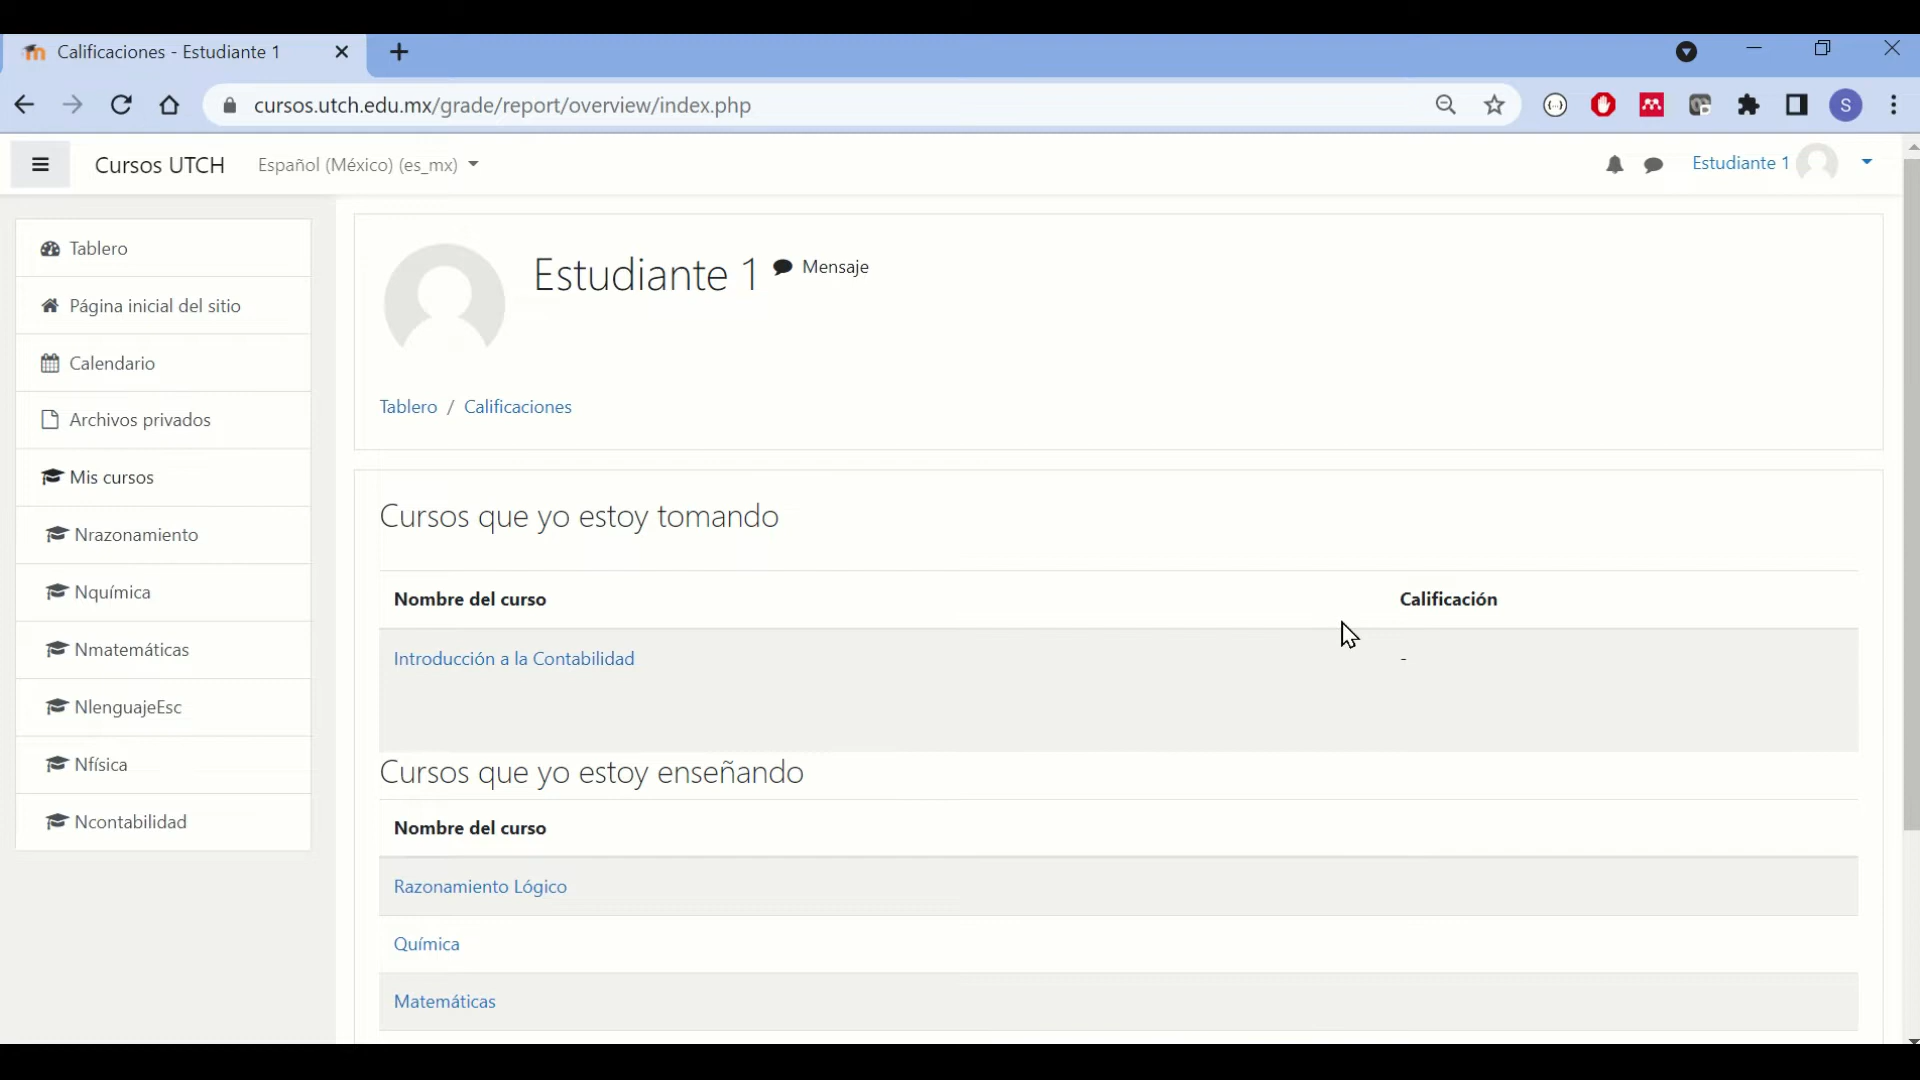 Calificaciones - Estudiante 1
cursos.utch.edu.mx/grade/report/overview/index.php
S
Cursos UTCH
Español (México) (es_mx)
Estudiante 1
Tablero
Página inicial del sitio
Calendario
Archivos privados
Mis cursos
Nrazonamiento
Nquímica
Nmatemáticas
NlenguajeEsc
Nfísica
Ncontabilidad
Estudiante 1
Mensaje
Tablero / Calificaciones
Cursos que yo estoy tomando
Nombre del curso Calificación
Introducción a la Contabilidad -
Cursos que yo estoy enseñando
Nombre del curso
Razonamiento Lógico
Química
Matemáticas